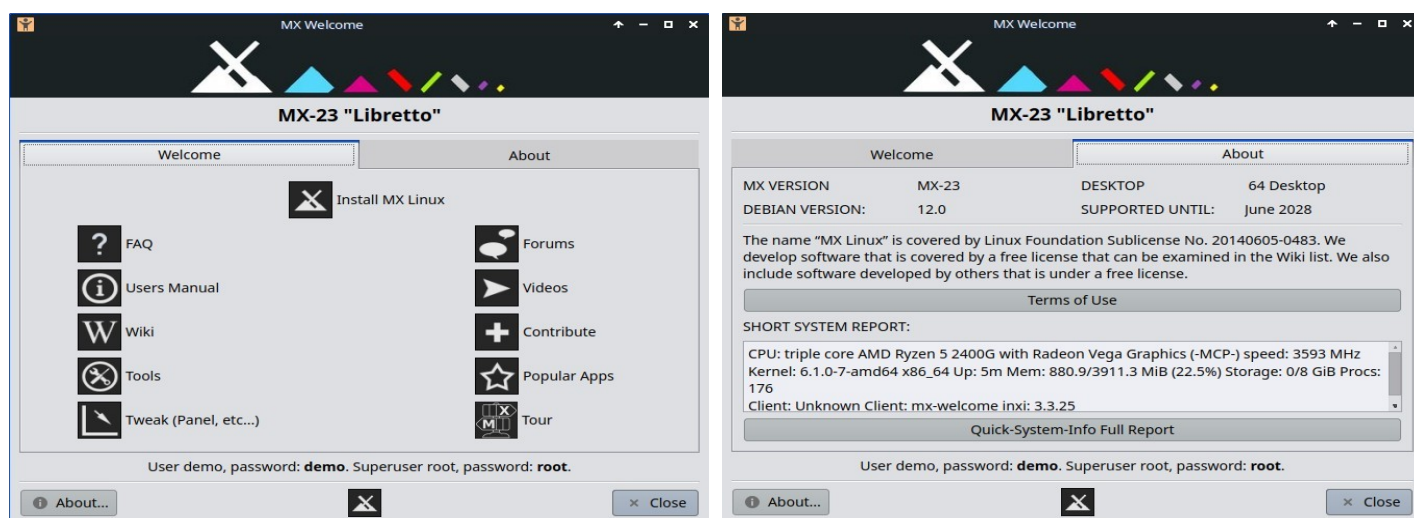 MX Welcome
MX-23 "Libretto"
Welcome
About
Install MX Linux
FAQ
Forums
Users Manual
Videos
Wiki
Contribute
Tools
Popular Apps
Tweak (Panel, etc...)
Tour
User demo, password: demo. Superuser root, password: root.
About...
Close
MX Welcome
MX-23 "Libretto"
Welcome
About
MX VERSION MX-23 DESKTOP 64 Desktop
DEBIAN VERSION: 12.0 SUPPORTED UNTIL: June 2028
The name “MX Linux” is covered by Linux Foundation Sublicense No. 20140605-0483. We
develop software that is covered by a free license that can be examined in the Wiki list. We also
include software developed by others that is under a free license.
Terms of Use
SHORT SYSTEM REPORT:
CPU: triple core AMD Ryzen 5 2400G with Radeon Vega Graphics (-MCP-) speed: 3593 MHz
Kernel: 6.1.0-7-amd64 x86_64 Up: 5m Mem: 880.9/3911.3 MiB (22.5%) Storage: 0/8 GiB Procs:
176
Client: Unknown Client: mx-welcome inxi: 3.3.25
Quick-System-Info Full Report
User demo, password: demo. Superuser root, password: root.
About...
Close